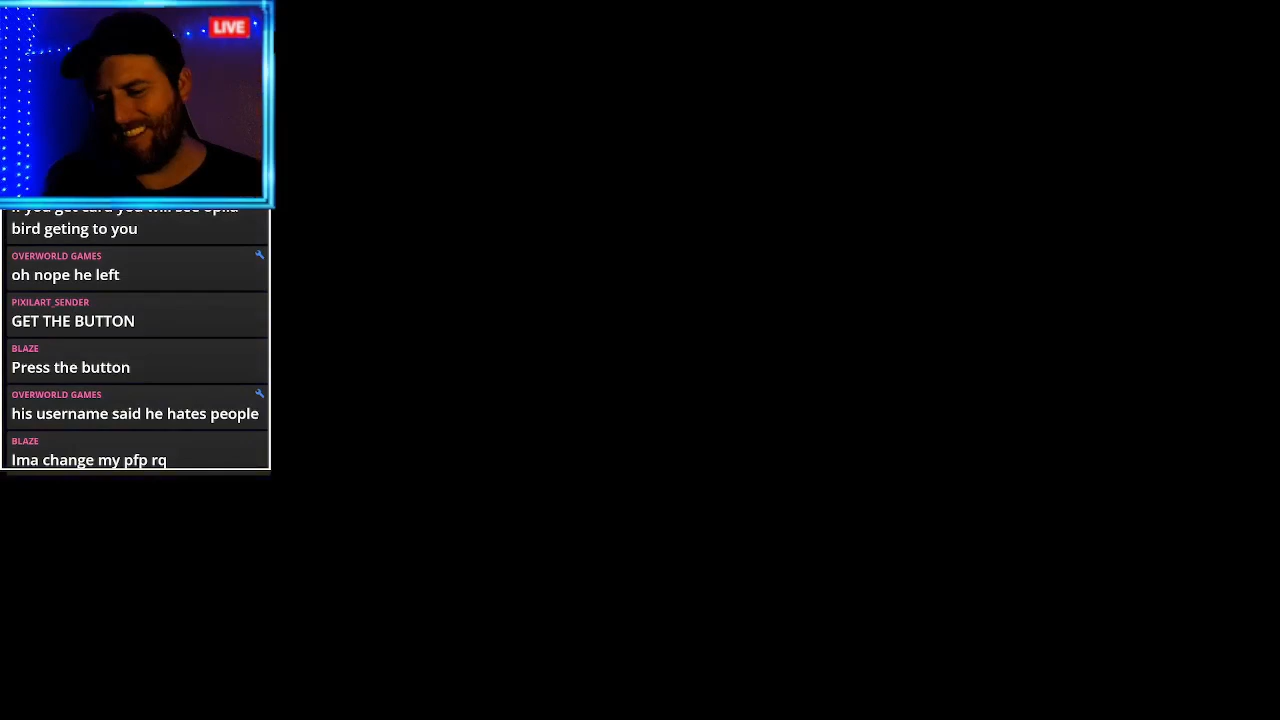 LIVE
bird geting to you
OVERWORLD GAMES
oh nope he left
PIXILART_SENDER
GET THE BUTTON
BLAZE
Press the button
OVERWORLD GAMES
his username said he hates people
BLAZE
Ima change my pfp rq